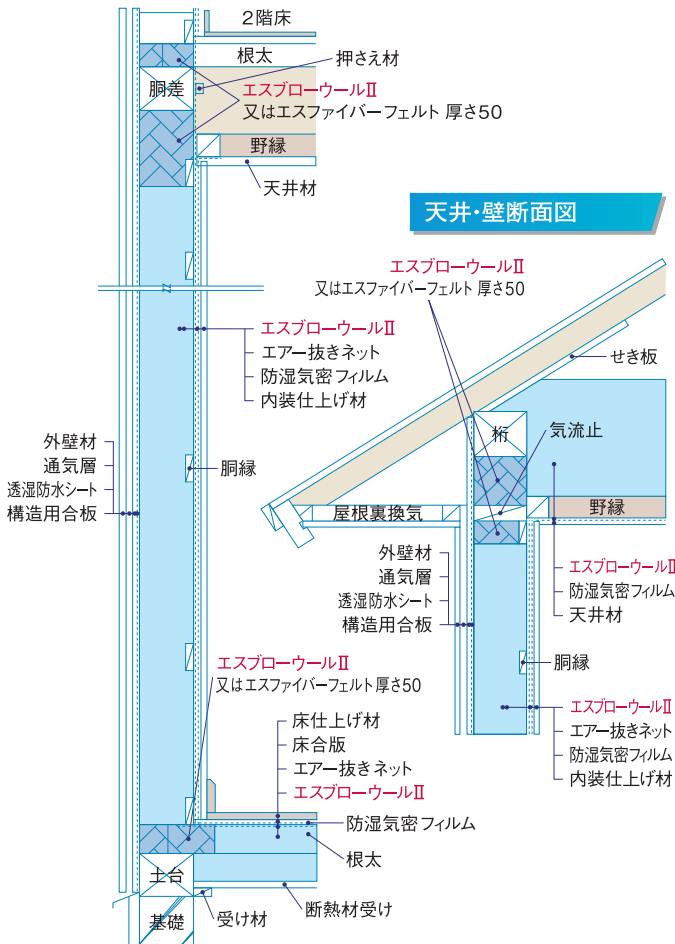 2階床
根太
押さえ材
胴差
エスブローウールⅡ
又はエスファイバーフェルト 厚さ50
野縁
天井材
天井・壁断面図
エスブローウールⅡ
又はエスファイバーフェルト 厚さ50
エスブローウールⅡ
エアー抜きネット
防湿気密フィルム
内装仕上げ材
せき板
桁
気流止
外壁材
通気層
透湿防水シート
構造用合板
胴縁
屋根裏換気
野縁
外壁材
通気層
透湿防水シート
構造用合板
エスブローウールⅡ
防湿気密フィルム
天井材
胴縁
エスブローウールⅡ
又はエスファイバーフェルト 厚さ50
エスブローウールⅡ
エアー抜きネット
防湿気密フィルム
内装仕上げ材
床仕上げ材
床合版
エアー抜きネット
エスブローウールⅡ
防湿気密フィルム
根太
土台
基礎
受け材
断熱材受け